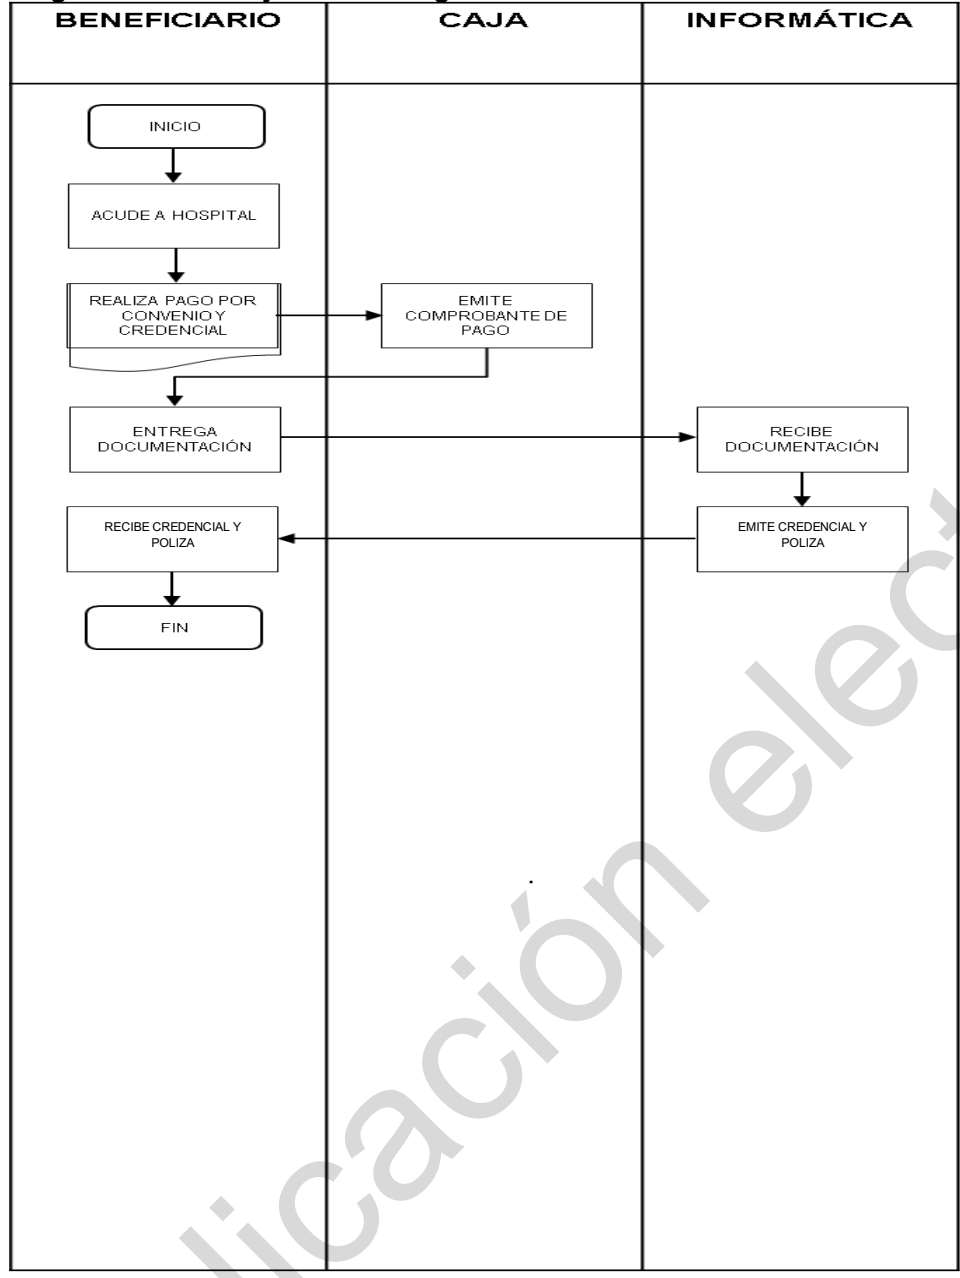 BENEFICIARIO CAJA INFORMÁTICA
INICIO
ACUDE A HOSPITAL
REALIZA PAGO POR
CONVENIO Y
CREDENCIAL
EMITE
COMPROBANTE DE
PAGO
ENTREGA
DOCUMENTACIÓN
RECIBE
DOCUMENTACIÓN
RECIBE CREDENCIAL Y
POLIZA
EMITE CREDENCIAL Y
POLIZA
FIN
licación elect